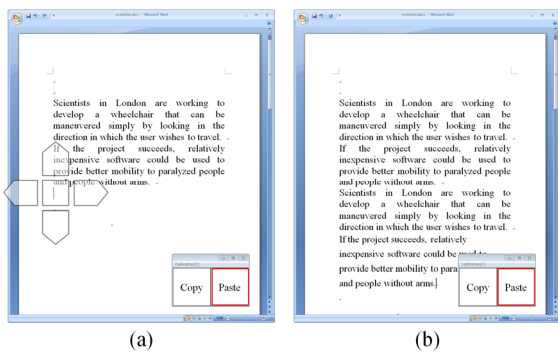 Scientists in London are working to
develop a wheelchair that can be
maneuvered simply by looking in the
direction in which the user wishes to travel.
If the project succeeds, relatively
inexpensive software could be used to
provide better mobility to paralyzed people
and people without arms.
Copy Paste
(a)
Microsoft Word
Scientists in London are working to
develop a wheelchair that can be
maneuvered simply by looking in the
direction in which the user wishes to travel.
If the project succeeds, relatively
inexpensive software could be used to
provide better mobility to paralyzed people
and people without arms.
Scientists in London are working to
develop a wheelchair that can be
maneuvered simply by looking in the
direction in which the user wishes to travel.
If the project succeeds, relatively
inexpensive software could be used to
provide better mobility to para
and people without arms.
Copy Paste
(b)